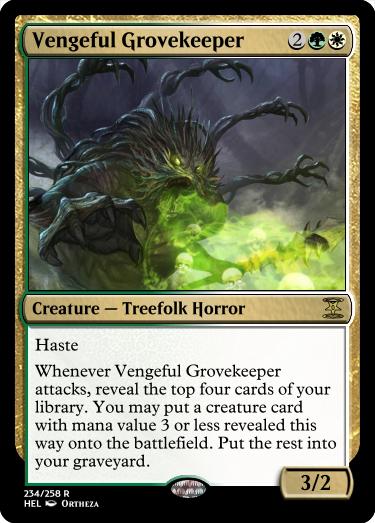 Vengeful Grovekeeper 2
Creature — Treefolk Horror
Haste
Whenever Vengeful Grovekeeper
attacks, reveal the top four cards of your
library. You may put a creature card
with mana value 3 or less revealed this
way onto the battlefield. Put the rest into
your graveyard.
3/2
234/258 R
HEL Ortheza